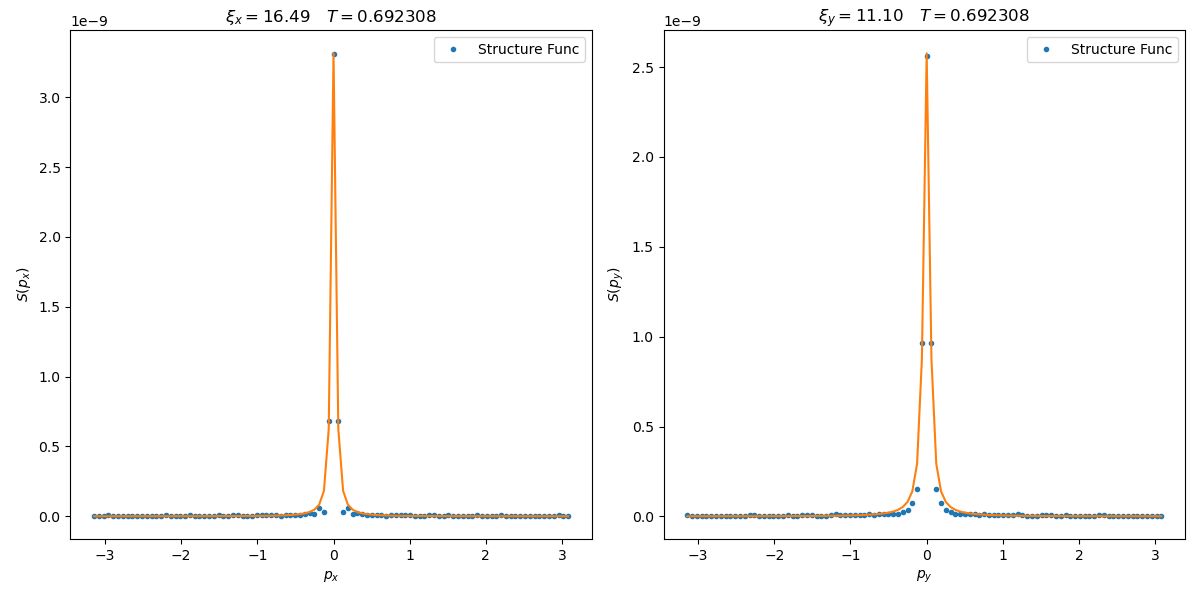 ξx = 16.49 T = 0.692308
1e−9
Structure Func
3.0
2.5
2.0
1.5
1.0
0.5
0.0
S(px)
−3 −2 −1 0 1 2 3
px
ξy = 11.10 T = 0.692308
1e−9
Structure Func
2.5
2.0
1.5
1.0
0.5
0.0
S(py)
−3 −2 −1 0 1 2 3
py